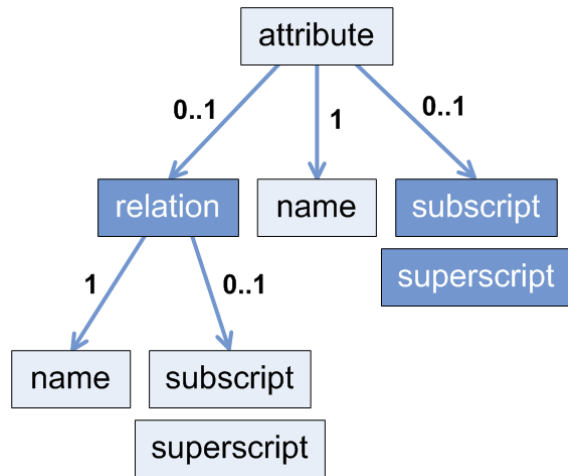 attribute
0..1
1
0..1
relation
name
subscript
superscript
1
0..1
name
subscript
superscript